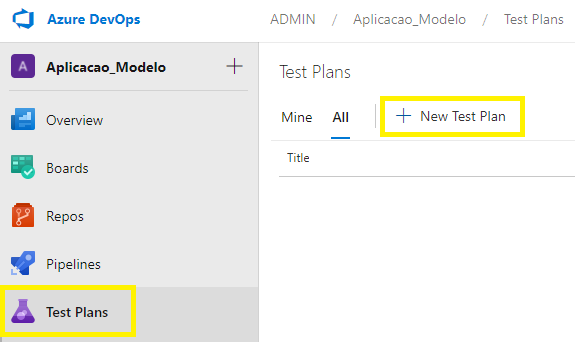 Azure DevOps
ADMIN / Aplicacao_Modelo / Test Plans
A Aplicacao_Modelo +
Overview
Boards
Repos
Pipelines
Test Plans
Test Plans
Mine All + New Test Plan
Title